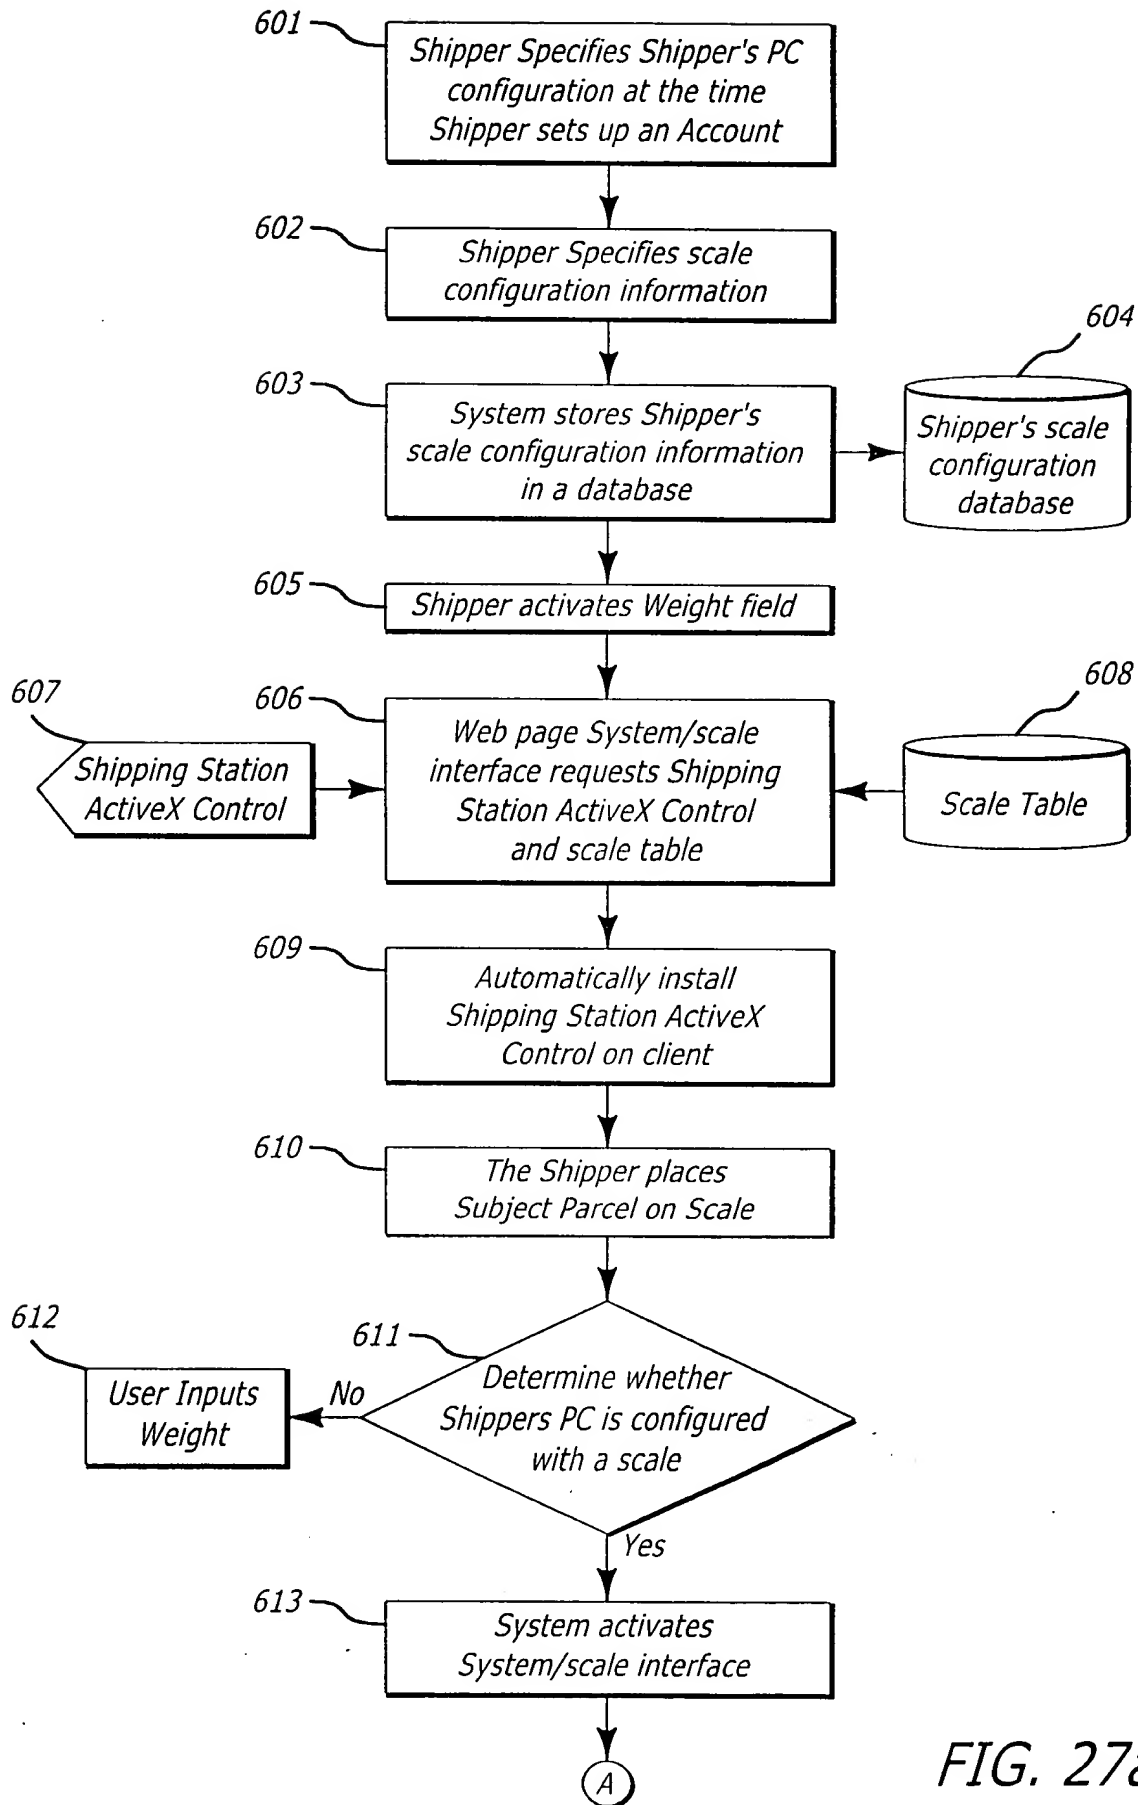 601
Shipper Specifies Shipper's PC
configuration at the time
Shipper sets up an Account
602
Shipper Specifies scale
configuration information
603
System stores Shipper's
scale configuration information
in a database
604
Shipper's scale
configuration
database
605
Shipper activates Weight field
606
Web page System/scale
interface requests Shipping
Station ActiveX Control
and scale table
607
Shipping Station
ActiveX Control
608
Scale Table
609
Automatically install
Shipping Station ActiveX
Control on client
610
The Shipper places
Subject Parcel on Scale
611
Determine whether
Shippers PC is configured
with a scale
No
612
User Inputs
Weight
Yes
613
System activates
System/scale interface
A
FIG. 27a